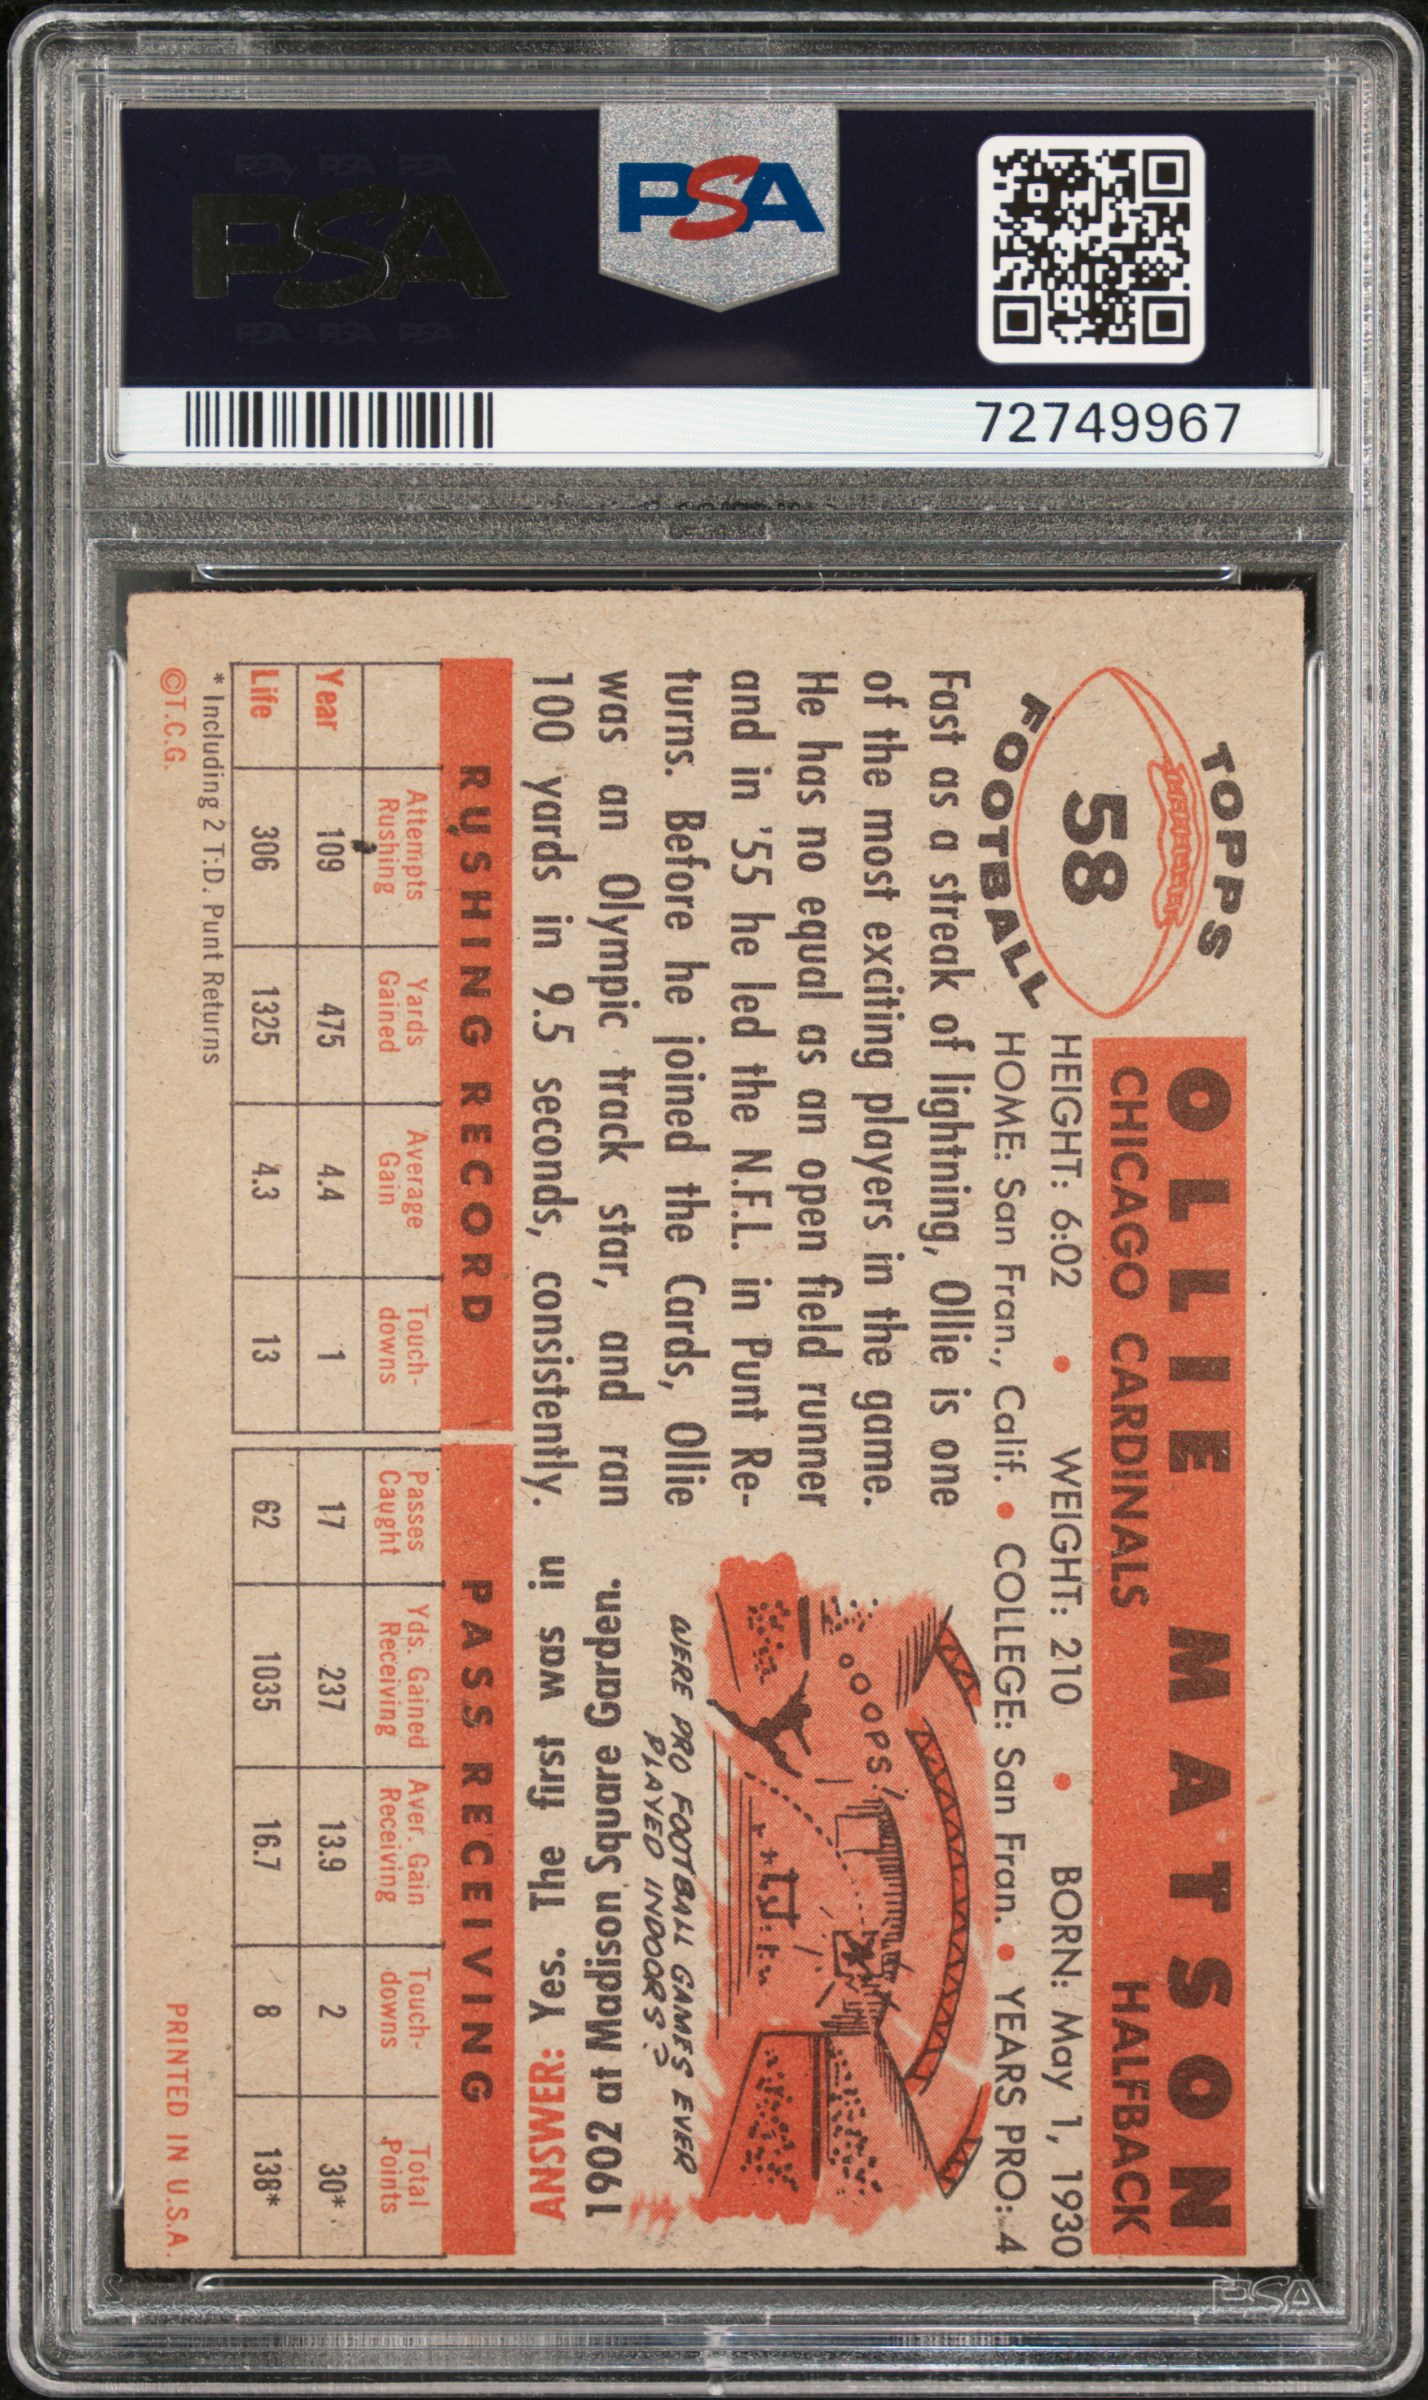 PSA PSA PSA
PSA
PSA PSA PSA
PSA
72749967
TOPPS
58
FOOTBALL
OLLIE MATSON
CHICAGO CARDINALS HALFBACK
HEIGHT: 6:02 • WEIGHT: 210 • BORN: May 1, 1930
HOME: San Fran., Calif. • COLLEGE: San Fran. • YEARS PRO: 4
Fast as a streak of lightning, Ollie is one
of the most exciting players in the game.
He has no equal as an open field runner
and in '55 he led the N.F.L. in Punt Re-
turns. Before he joined the Cards, Ollie
was an Olympic track star, and ran
100 yards in 9.5 seconds, consistently.
OOOPS!
WERE PRO FOOTBALL GAMES EVER
PLAYED INDOORS?
ANSWER: Yes. The first was in
1902 at Madison Square Garden.
RUSHING RECORD PASS RECEIVING
Attempts Rushing Yards Gained Average Gain Touch-downs Passes Caught Yds. Gained Receiving Aver. Gain Receiving Touch-downs Total Points
Year 109 475 4.4 1 17 237 13.9 2 30*
Life 306 1325 4.3 13 62 1035 16.7 8 138*
* Including 2 T.D. Punt Returns
©T.C.G. PRINTED IN U.S.A.
PSA